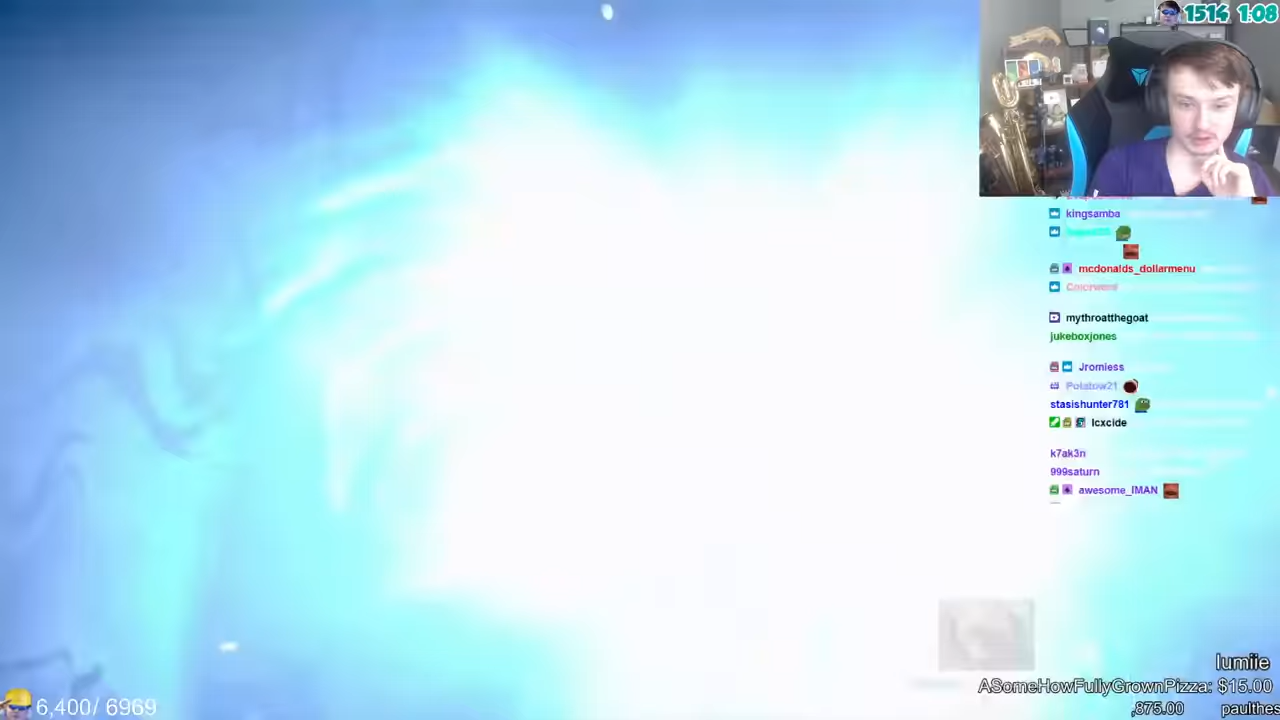 1514 1:08
kingsamba
mcdonalds_dollarmenu
Colorwend
mythroatthegoat
jukeboxjones
Jromiess
Potatow21
stasishunter781
lcxcide
k7ak3n
999saturn
awesome_IMAN
lumiie
ASomeHowFullyGrownPizza: $15.00
,875.00 paulthes
6,400/ 6969